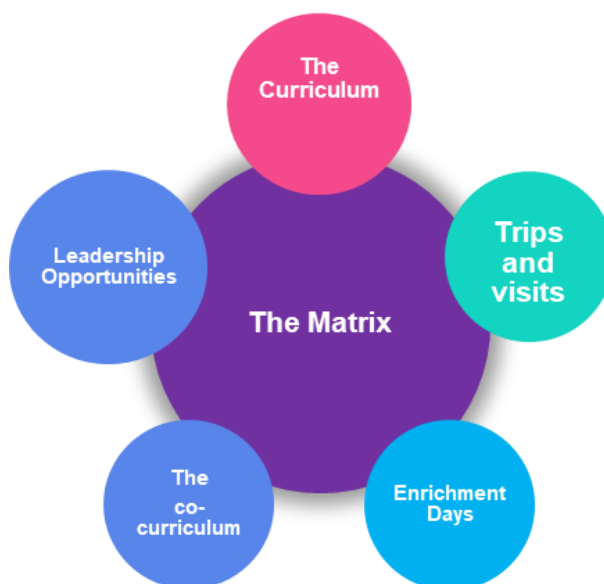 The
Curriculum
Trips
and
visits
Leadership
Opportunities
The Matrix
The
co-
curriculum
Enrichment
Days